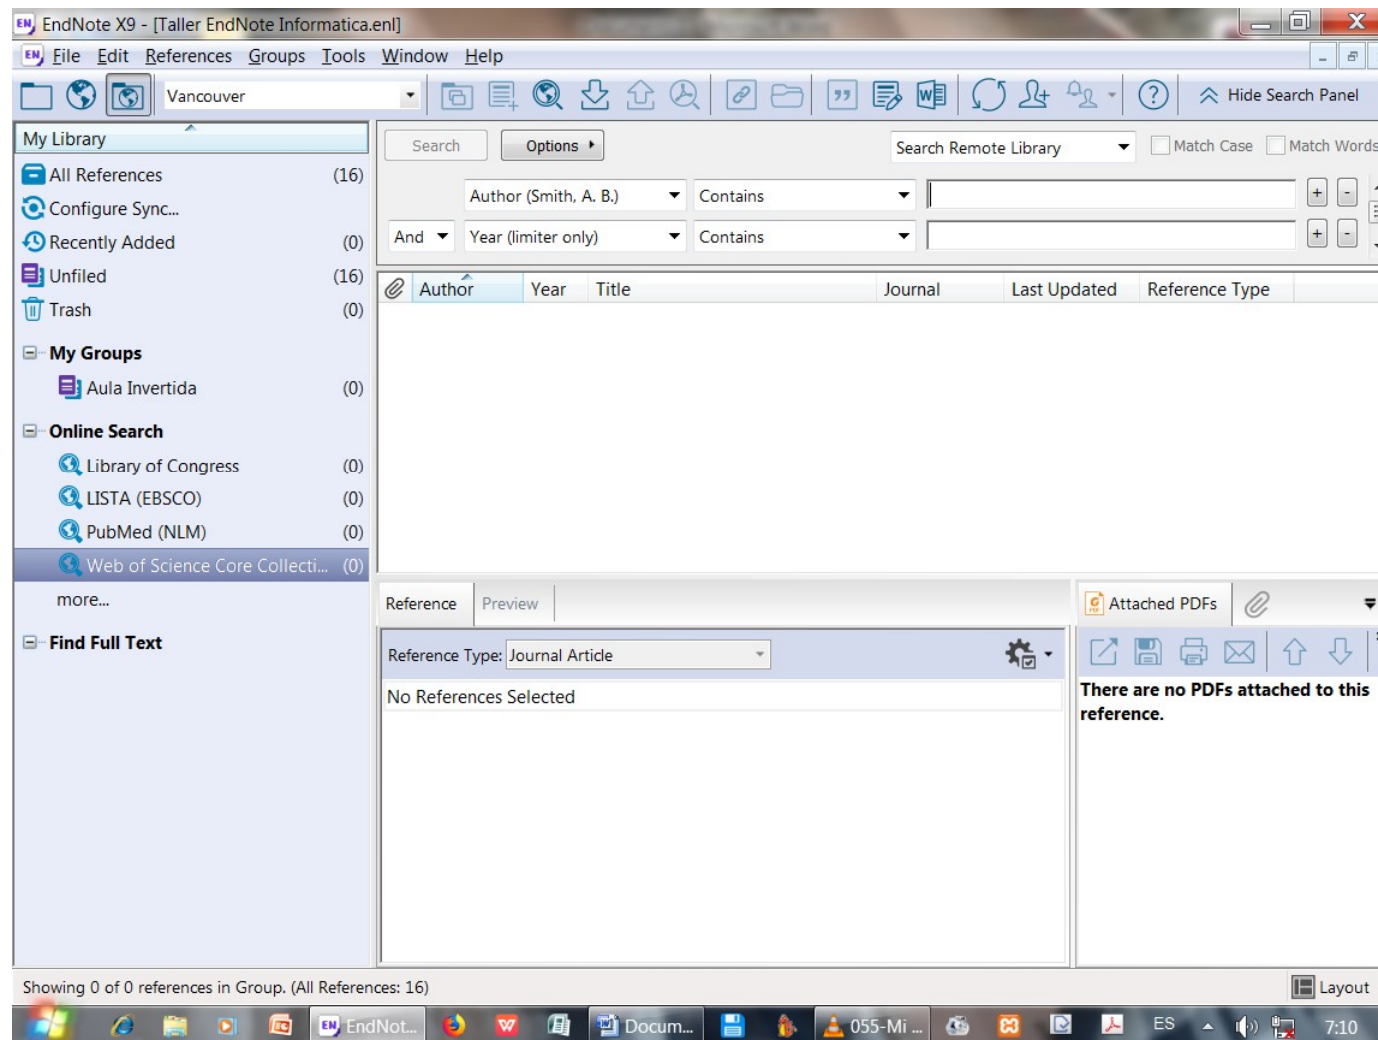 EndNote X9 - [Taller EndNote Informatica.enl]
File Edit References Groups Tools Window Help
Vancouver
Hide Search Panel
My Library
All References (16)
Configure Sync...
Recently Added (0)
Unfiled (16)
Trash (0)
My Groups
Aula Invertida (0)
Online Search
Library of Congress (0)
LISTA (EBSCO) (0)
PubMed (NLM) (0)
Web of Science Core Collecti... (0)
more...
Find Full Text
Search Options Search Remote Library Match Case Match Words
Author (Smith, A. B.) Contains + -
And Year (limiter only) Contains + -
Author Year Title Journal Last Updated Reference Type
Reference Preview
Reference Type: Journal Article
No References Selected
Attached PDFs
There are no PDFs attached to this
reference.
Showing 0 of 0 references in Group. (All References: 16)
Layout
EndNot... Docum... 055-Mi ... ES 7:10